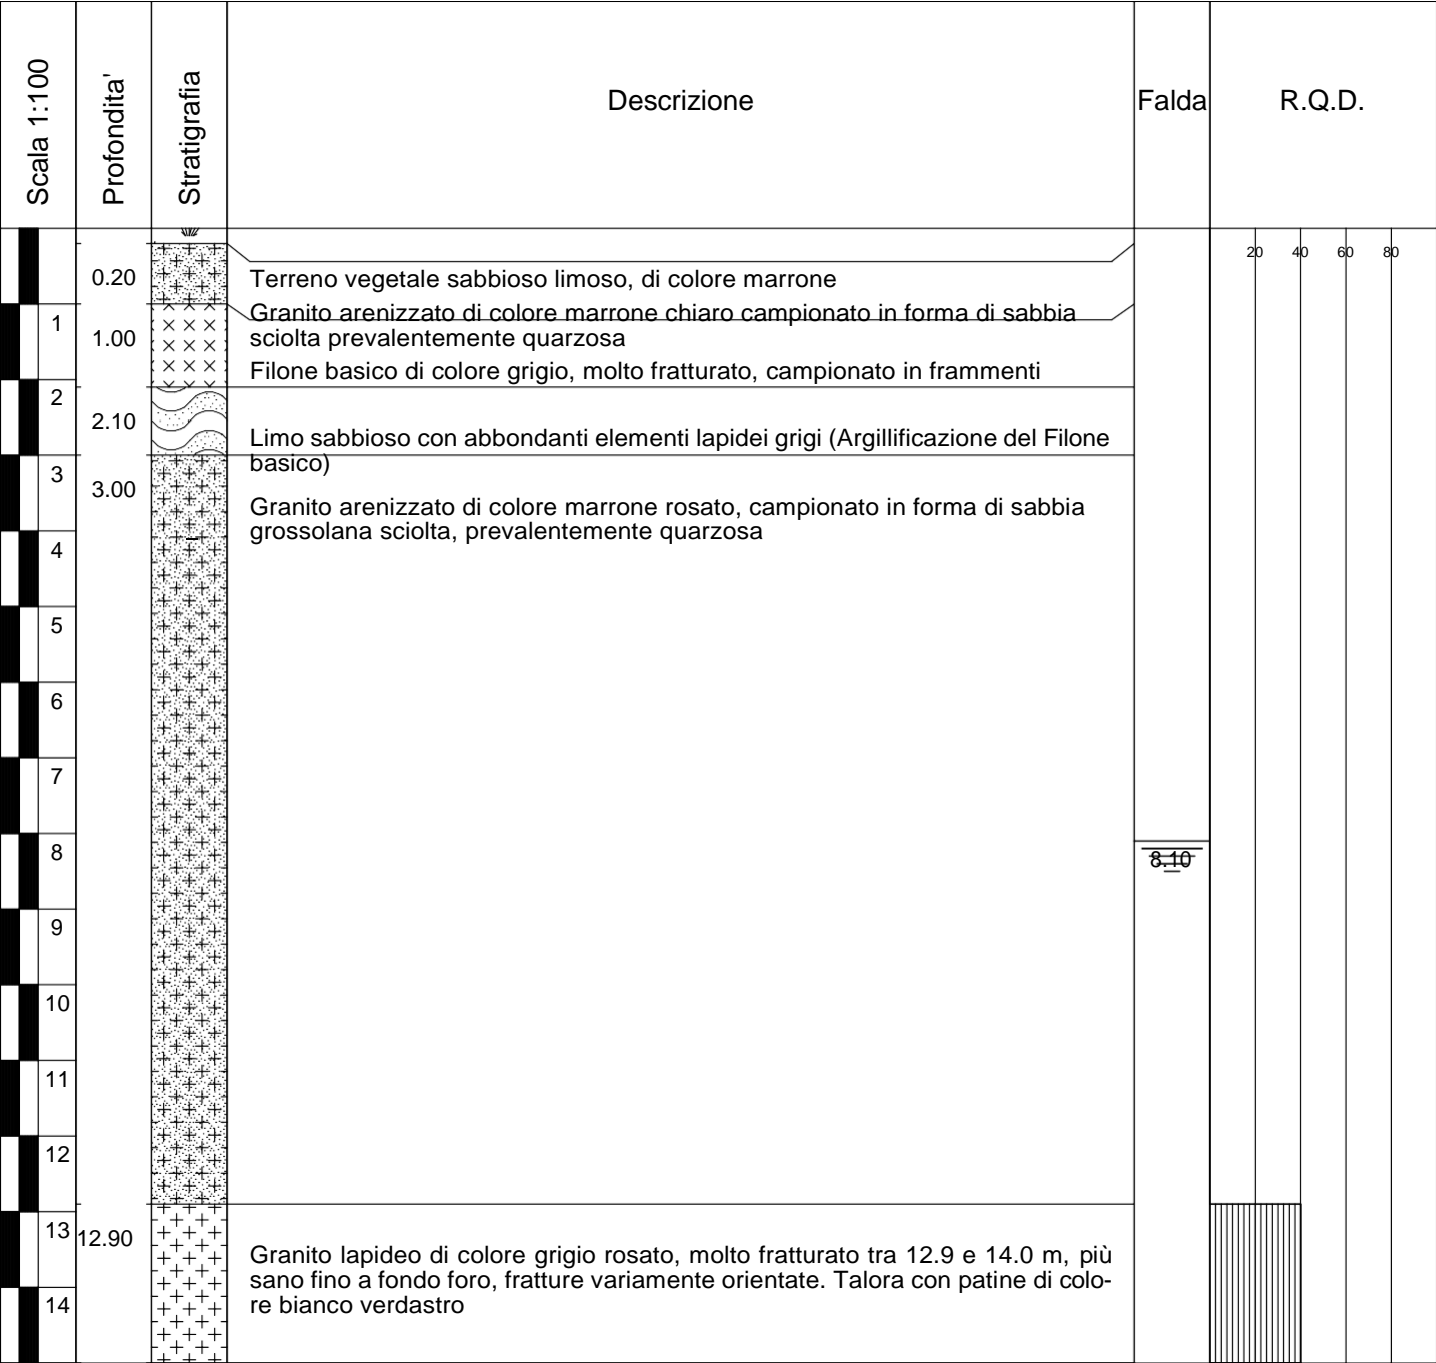 Scala 1:100
Profondita'
Stratigrafia
Descrizione
Falda
R.Q.D.
20 40 60 80
0.20
Terreno vegetale sabbioso limoso, di colore marrone
1
1.00
Granito arenizzato di colore marrone chiaro campionato in forma di sabbia
sciolta prevalentemente quarzosa
Filone basico di colore grigio, molto fratturato, campionato in frammenti
2
2.10
Limo sabbioso con abbondanti elementi lapidei grigi (Argillificazione del Filone
basico)
3
3.00
Granito arenizzato di colore marrone rosato, campionato in forma di sabbia
grossolana sciolta, prevalentemente quarzosa
4
5
6
7
8
8.10
9
10
11
12
13
12.90
Granito lapideo di colore grigio rosato, molto fratturato tra 12.9 e 14.0 m, più
sano fino a fondo foro, fratture variamente orientate. Talora con patine di colo-
re bianco verdastro
14